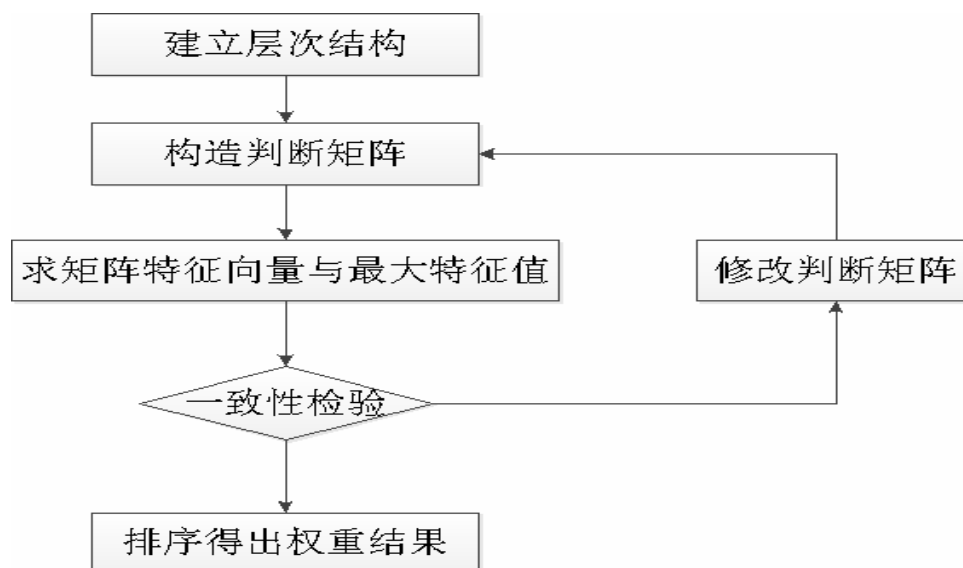 建立层次结构
构造判断矩阵
求矩阵特征向量与最大特征值
修改判断矩阵
一致性检验
排序得出权重结果